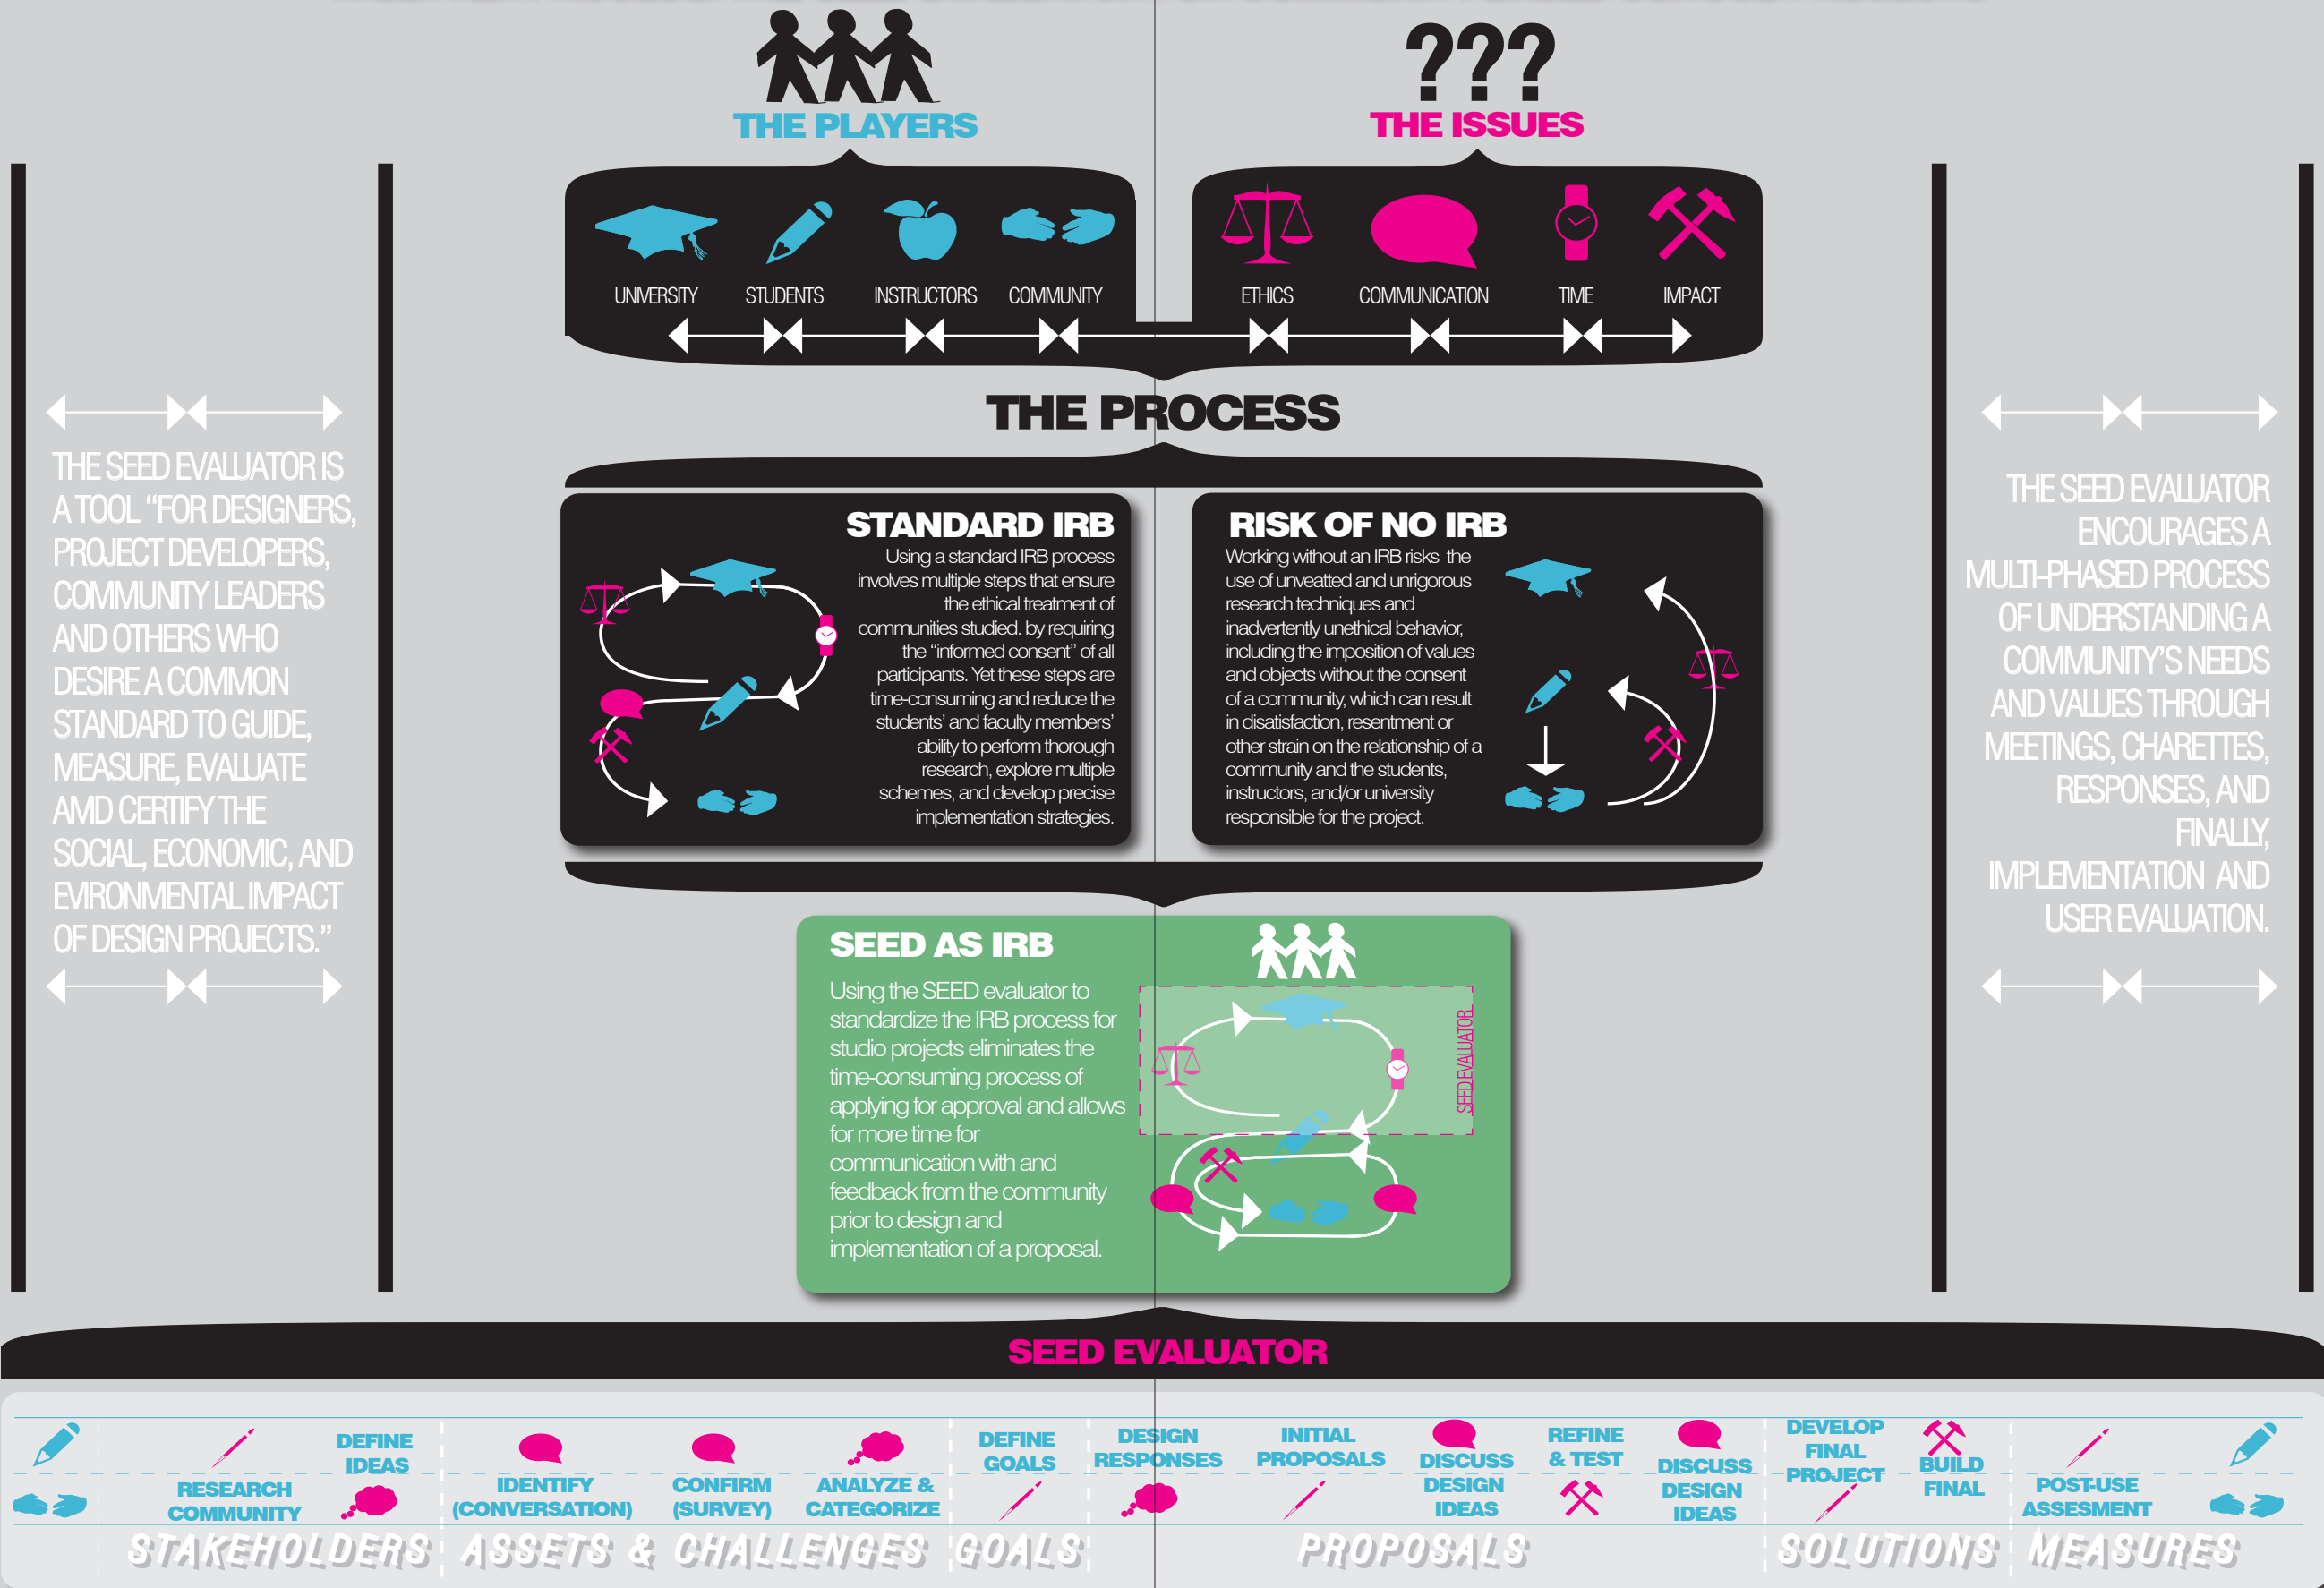 ???
THE PLAYERS
THE ISSUES
UNIVERSITY
STUDENTS
INSTRUCTORS
COMMUNITY
ETHICS
COMMUNICATION
TIME
IMPACT
THE PROCESS
THE SEED EVALUATOR IS
A TOOL “FOR DESIGNERS,
PROJECT DEVELOPERS,
COMMUNITY LEADERS
AND OTHERS WHO
DESIRE A COMMON
STANDARD TO GUIDE,
MEASURE, EVALUATE
AMD CERTIFY THE
SOCIAL, ECONOMIC, AND
EVIRONMENTAL IMPACT
OF DESIGN PROJECTS.”
STANDARD IRB
Using a standard IRB process
involves multiple steps that ensure
the ethical treatment of
communities studied. by requiring
the “informed consent” of all
participants. Yet these steps are
time-consuming and reduce the
students’ and faculty members’
ability to perform thorough
research, explore multiple
schemes, and develop precise
implementation strategies.
RISK OF NO IRB
Working without an IRB risks the
use of unveatted and unrigorous
research techniques and
inadvertently unethical behavior,
including the imposition of values
and objects without the consent
of a community, which can result
in disatisfaction, resentment or
other strain on the relationship of a
community and the students,
instructors, and/or university
responsible for the project.
THE SEED EVALUATOR
ENCOURAGES A
MULTI-PHASED PROCESS
OF UNDERSTANDING A
COMMUNITY’S NEEDS
AND VALUES THROUGH
MEETINGS, CHARETTES,
RESPONSES, AND
FINALLY,
IMPLEMENTATION AND
USER EVALUATION.
SEED AS IRB
Using the SEED evaluator to
standardize the IRB process for
studio projects eliminates the
time-consuming process of
applying for approval and allows
for more time for
communication with and
feedback from the community
prior to design and
implementation of a proposal.
SEED EVALUATOR
SEED EVALUATOR
DEFINE
IDEAS
RESEARCH
COMMUNITY
IDENTIFY
(CONVERSATION)
CONFIRM
(SURVEY)
ANALYZE &
CATEGORIZE
DEFINE
GOALS
DESIGN
RESPONSES
INITIAL
PROPOSALS
DISCUSS
DESIGN
IDEAS
REFINE
& TEST
DISCUSS
DESIGN
IDEAS
DEVELOP
FINAL
PROJECT
BUILD
FINAL
POST-USE
ASSESMENT
STAKEHOLDERS
ASSETS & CHALLENGES
GOALS
PROPOSALS
SOLUTIONS
MEASURES